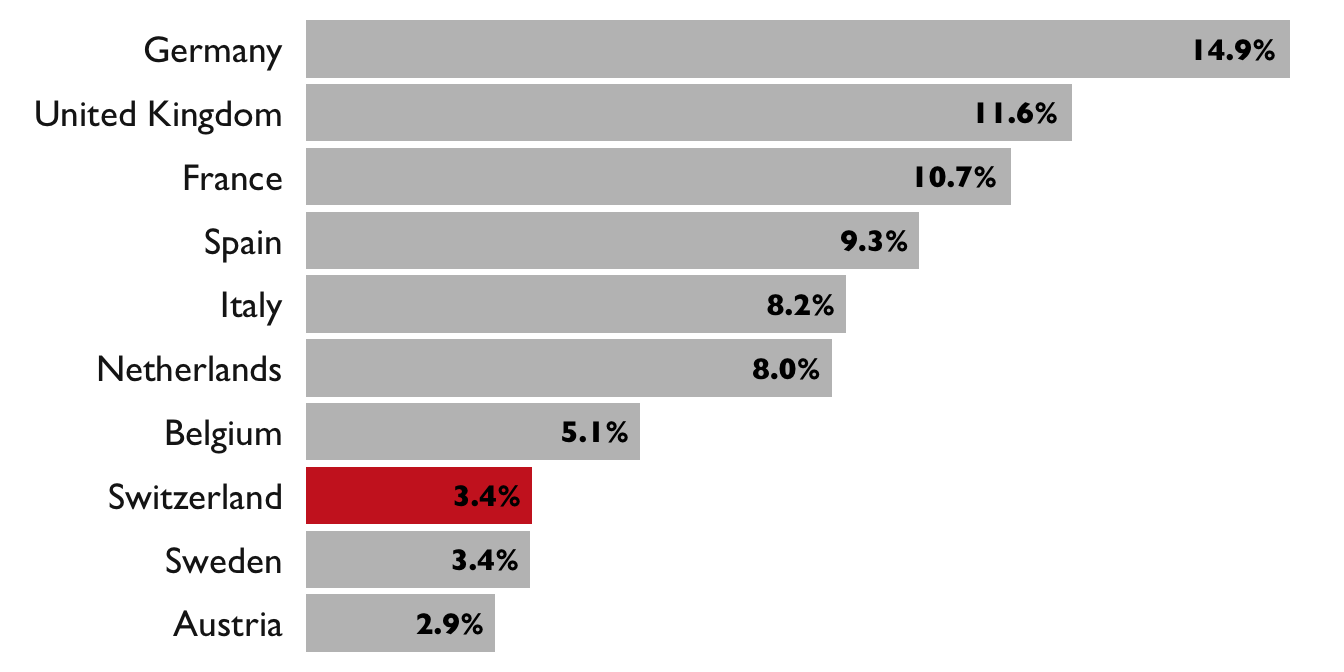 Germany 14.9%
United Kingdom 11.6%
France 10.7%
Spain 9.3%
Italy 8.2%
Netherlands 8.0%
Belgium 5.1%
Switzerland 3.4%
Sweden 3.4%
Austria 2.9%